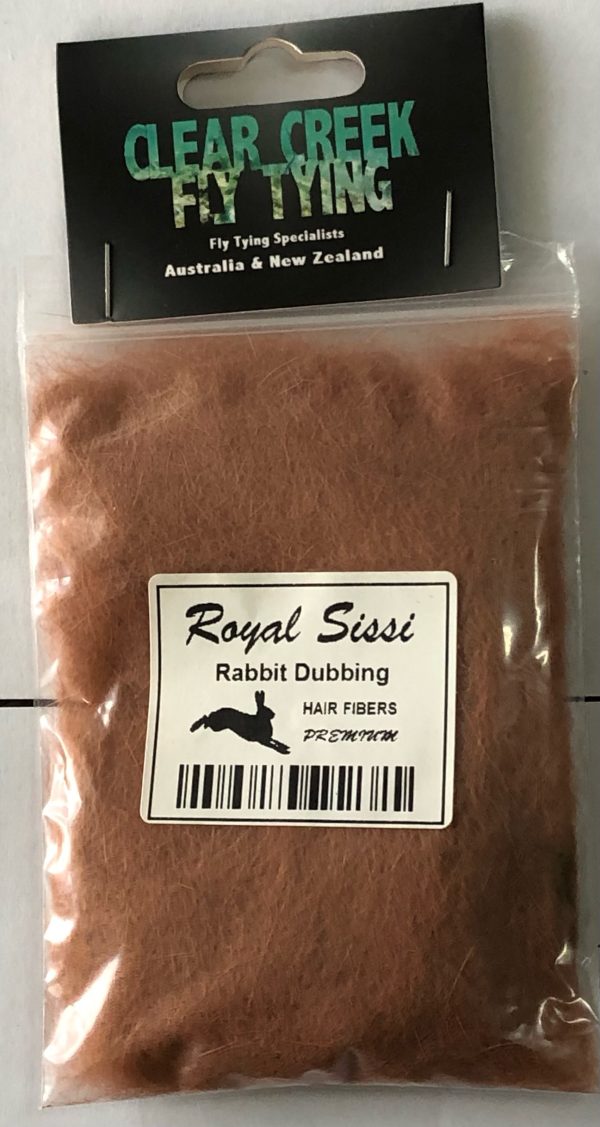 CLEAR CREEK
FLY TYING
Fly Tying Specialists
Australia & New Zealand
Royal Sissi
Rabbit Dubbing
HAIR FIBERS
PREMIUM